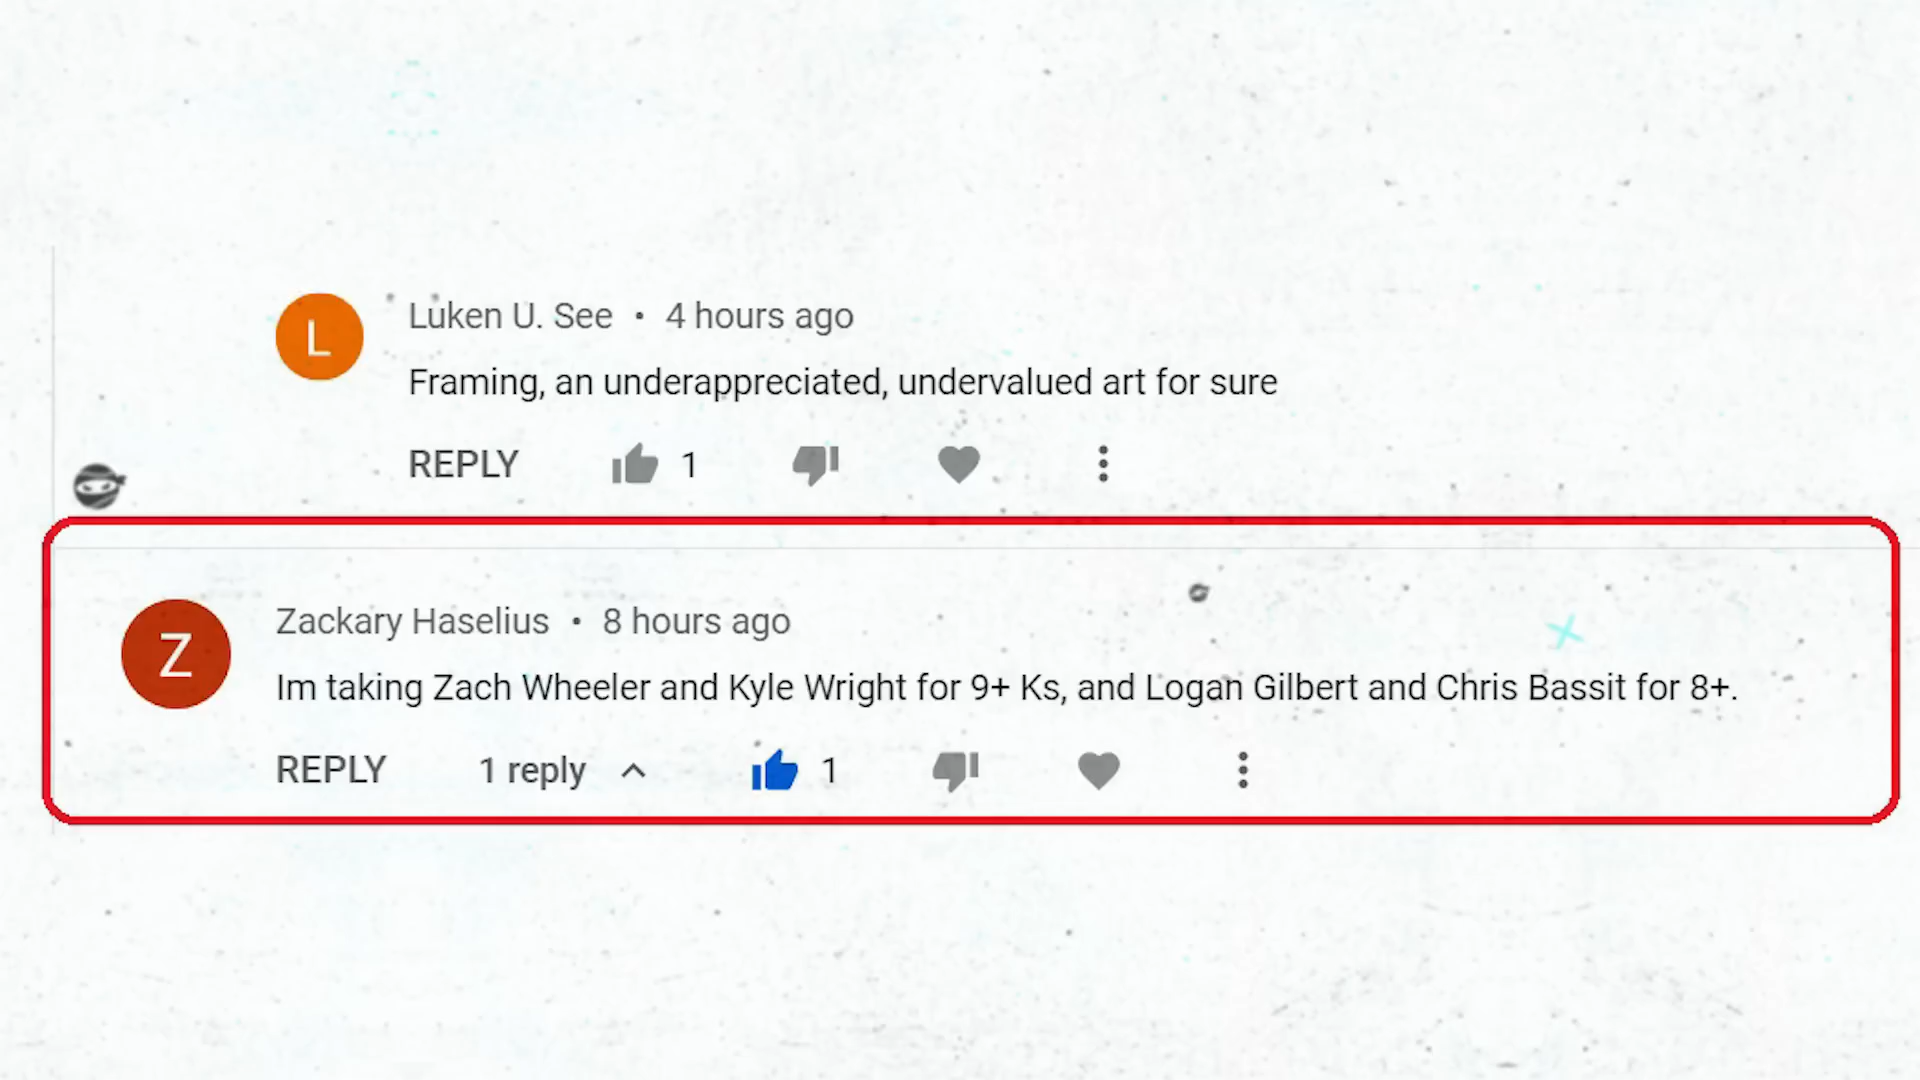 L
Luken U. See • 4 hours ago
Framing, an underappreciated, undervalued art for sure
REPLY 1
Z
Zackary Haselius • 8 hours ago
Im taking Zach Wheeler and Kyle Wright for 9+ Ks, and Logan Gilbert and Chris Bassit for 8+.
REPLY 1 reply 1